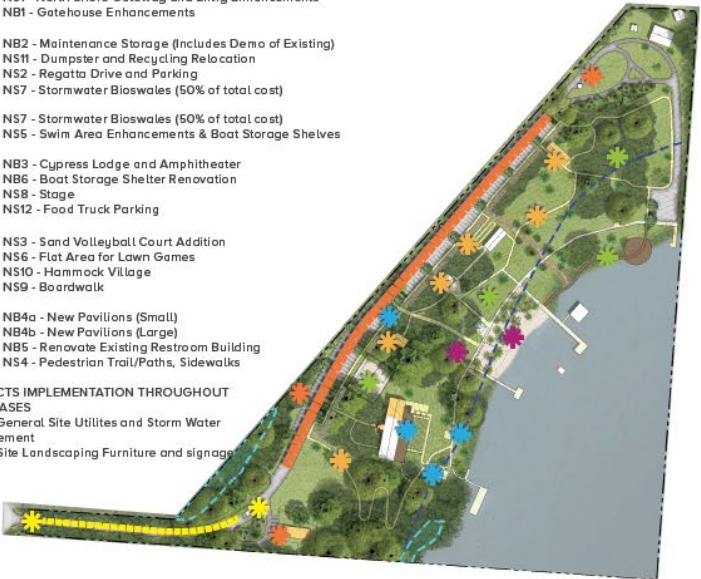 NB1 - Gatehouse Enhancements
NB2 - Maintenance Storage (Includes Demo of Existing)
NS11 - Dumpster and Recycling Relocation
NS2 - Regatta Drive and Parking
NS7 - Stormwater Bioswales (50% of total cost)
NS7 - Stormwater Bioswales (50% of total cost)
NS5 - Swim Area Enhancements & Boat Storage Shelves
NB3 - Cypress Lodge and Amphitheater
NB6 - Boat Storage Shelter Renovation
NS8 - Stage
NS12 - Food Truck Parking
NS3 - Sand Volleyball Court Addition
NS6 - Flat Area for Lawn Games
NS10 - Hammock Village
NS9 - Boardwalk
NB4a - New Pavilions (Small)
NB4b - New Pavilions (Large)
NB5 - Renovate Existing Restroom Building
NS4 - Pedestrian Trail/Paths, Sidewalks
CTS IMPLEMENTATION THROUGHOUT
ASES
General Site Utilites and Storm Water
ement
Site Landscaping Furniture and signage